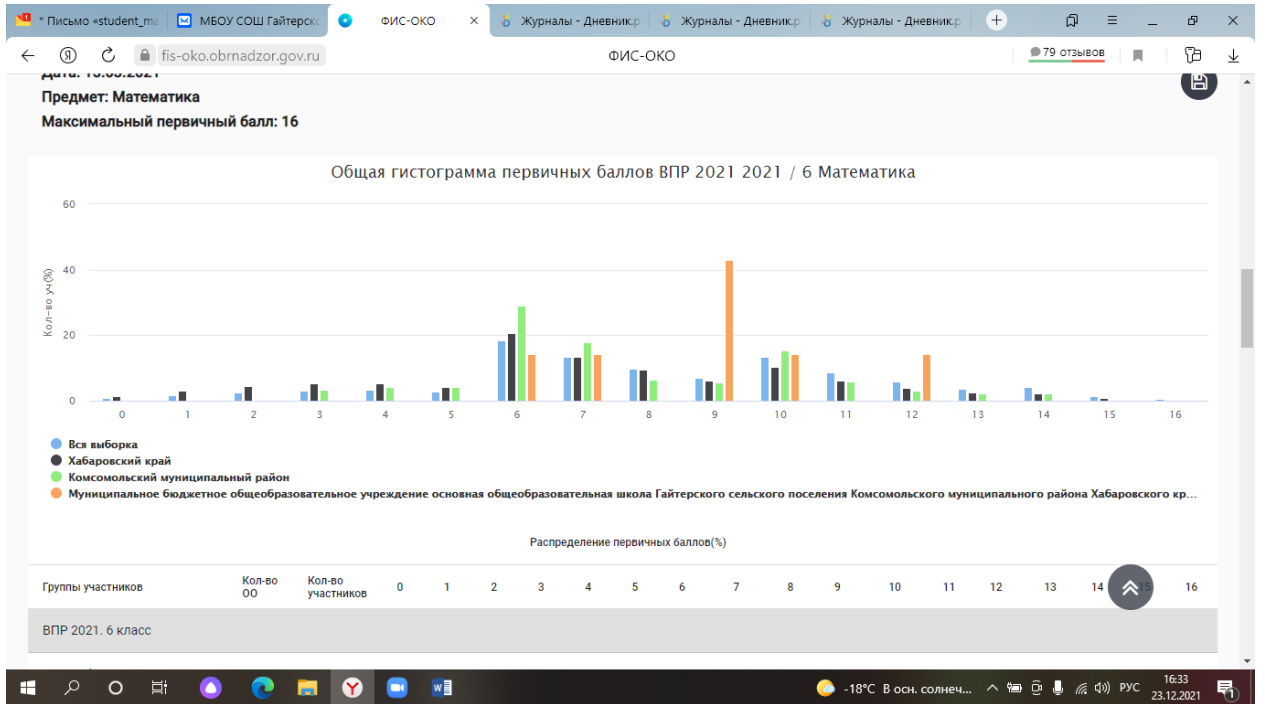 * Письмо «student_ma
МБОУ СОШ Гайтерско
ФИС-ОКО
Журналы - Дневник.р
Журналы - Дневник.р
Журналы - Дневник.р
fis-oko.obrnadzor.gov.ru
ФИС-ОКО
79 отзывов
Предмет: Математика
Максимальный первичный балл: 16
Общая гистограмма первичных баллов ВПР 2021 2021 / 6 Математика
Кол-во уч(%)
60
40
20
0
0 1 2 3 4 5 6 7 8 9 10 11 12 13 14 15 16
Вся выборка
Хабаровский край
Комсомольский муниципальный район
Муниципальное бюджетное общеобразовательное учреждение основная общеобразовательная школа Гайтерского сельского поселения Комсомольского муниципального района Хабаровского кр...
Распределение первичных баллов(%)
Группы участников Кол-во ОО Кол-во участников 0 1 2 3 4 5 6 7 8 9 10 11 12 13 14 15 16
ВПР 2021. 6 класс
-18°C В осн. солнеч...
РУС
16:33
23.12.2021